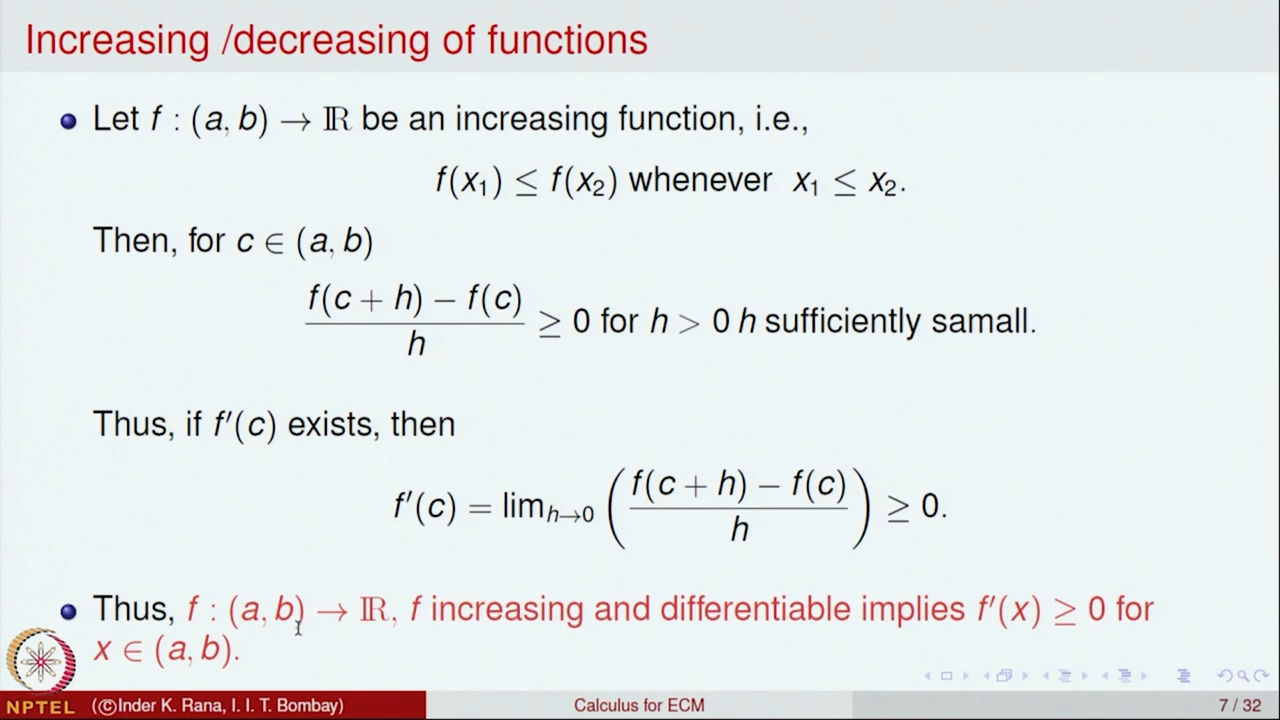 Increasing /decreasing of functions
Let f : (a, b) → ℝ be an increasing function, i.e.,
f(x₁) ≤ f(x₂) whenever x₁ ≤ x₂.
Then, for c ∈ (a, b)
f(c + h) − f(c)
h
≥ 0 for h > 0 h sufficiently samall.
Thus, if f′(c) exists, then
f′(c) = lim_{h→0} ( (f(c + h) − f(c)) / h ) ≥ 0.
Thus, f : (a, b) → ℝ, f increasing and differentiable implies f′(x) ≥ 0 for
x ∈ (a, b).
NPTEL (©Inder K. Rana, I. I. T. Bombay) Calculus for ECM 7 / 32